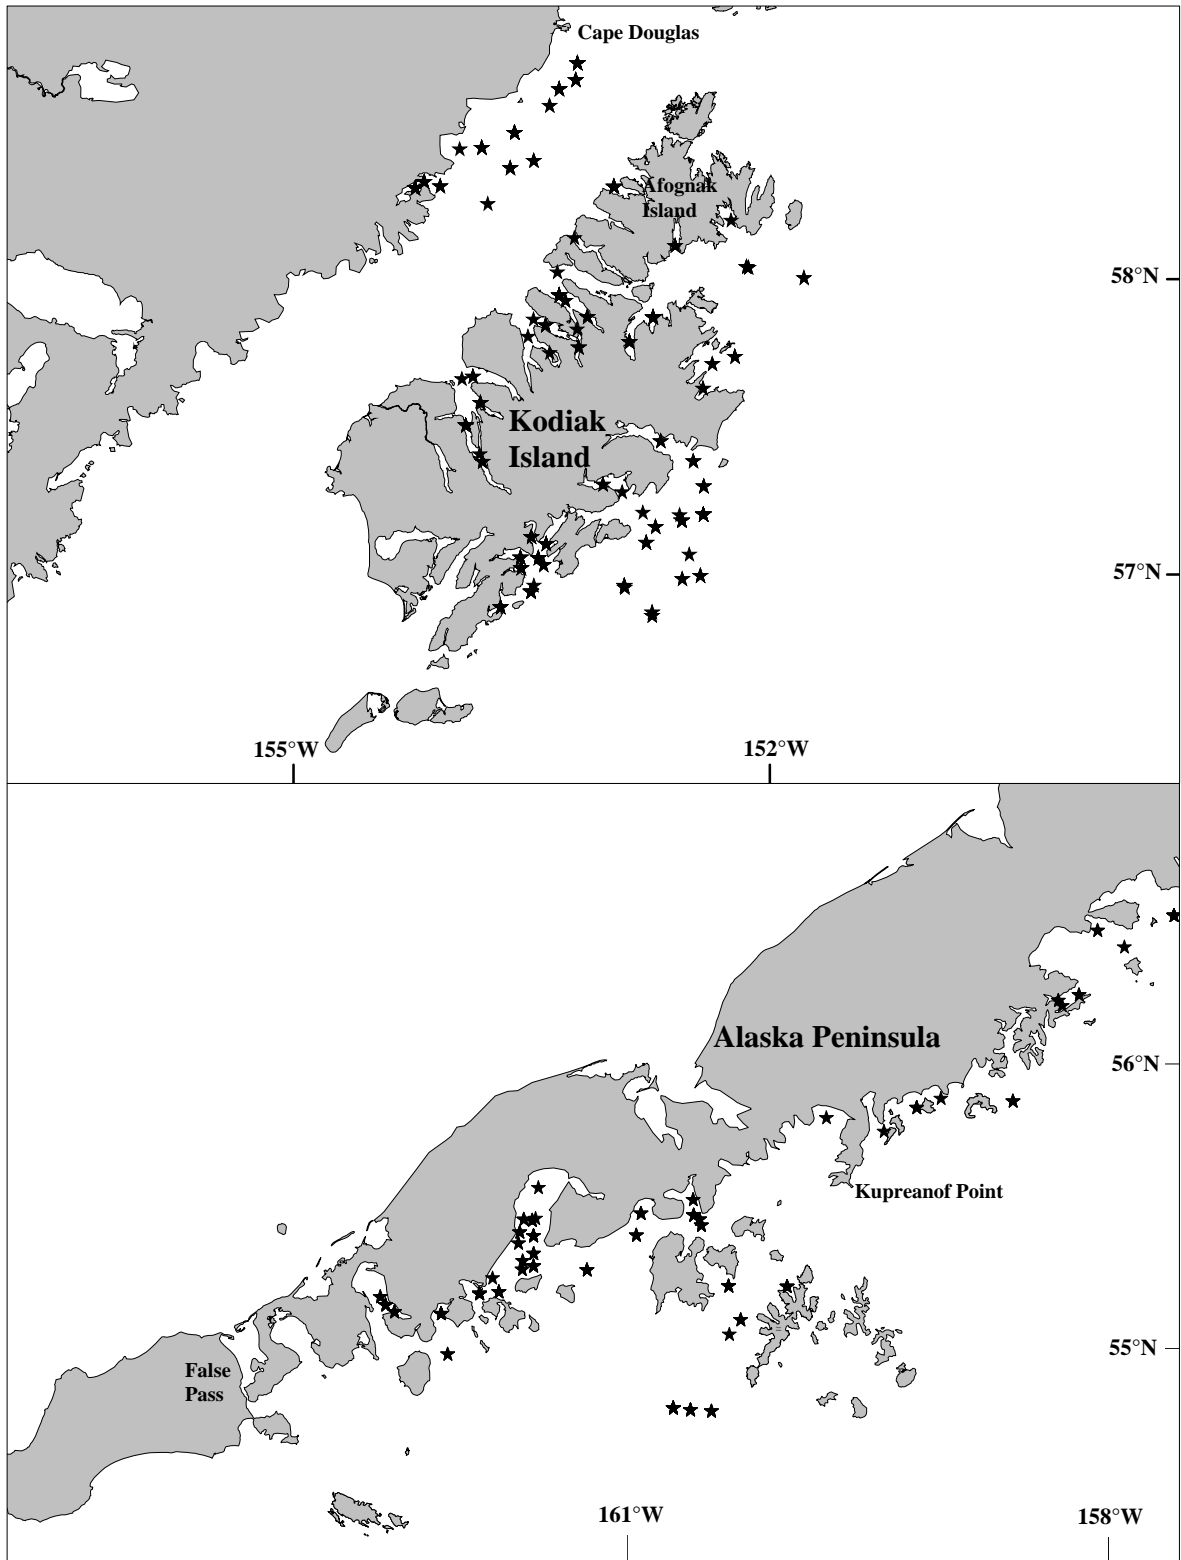 Cape Douglas
Afognak
Island
58°N
Kodiak
Island
57°N
155°W
152°W
Alaska Peninsula
56°N
Kupreanof Point
55°N
False
Pass
161°W
158°W